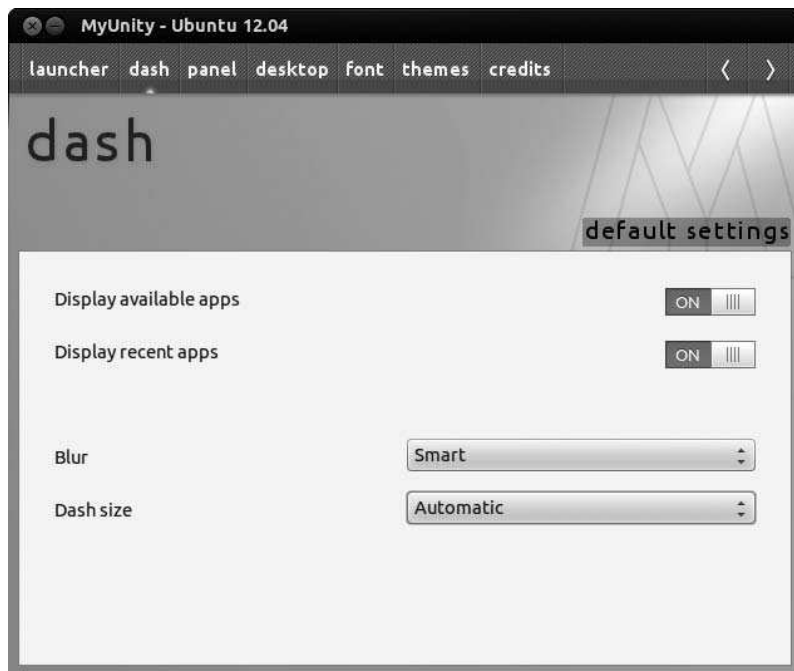 MyUnity - Ubuntu 12.04
launcher dash panel desktop font themes credits
dash
default settings
Display available apps ON
Display recent apps ON
Blur Smart
Dash size Automatic